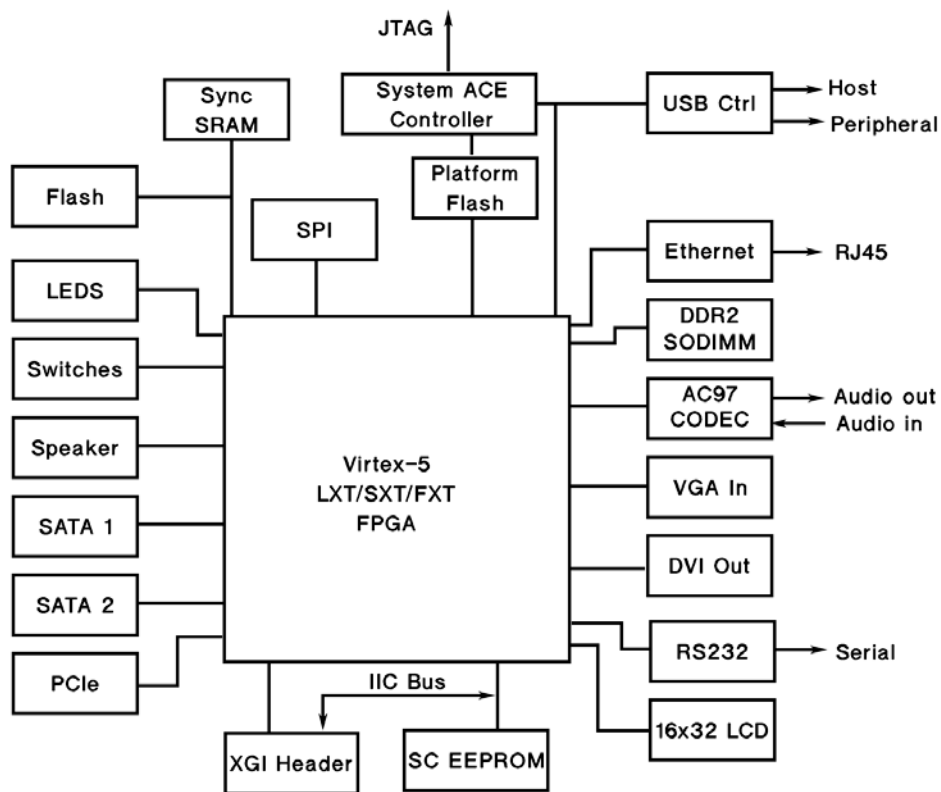 JTAG
Sync
SRAM
System ACE
Controller
USB Ctrl
Host
Peripheral
Flash
Platform
Flash
SPI
Ethernet
RJ45
LEDS
DDR2
SODIMM
Switches
AC97
CODEC
Audio out
Audio in
Speaker
Virtex-5
LXT/SXT/FXT
FPGA
VGA In
SATA 1
DVI Out
SATA 2
RS232
Serial
PCIe
IIC Bus
16x32 LCD
XGI Header
SC EEPROM